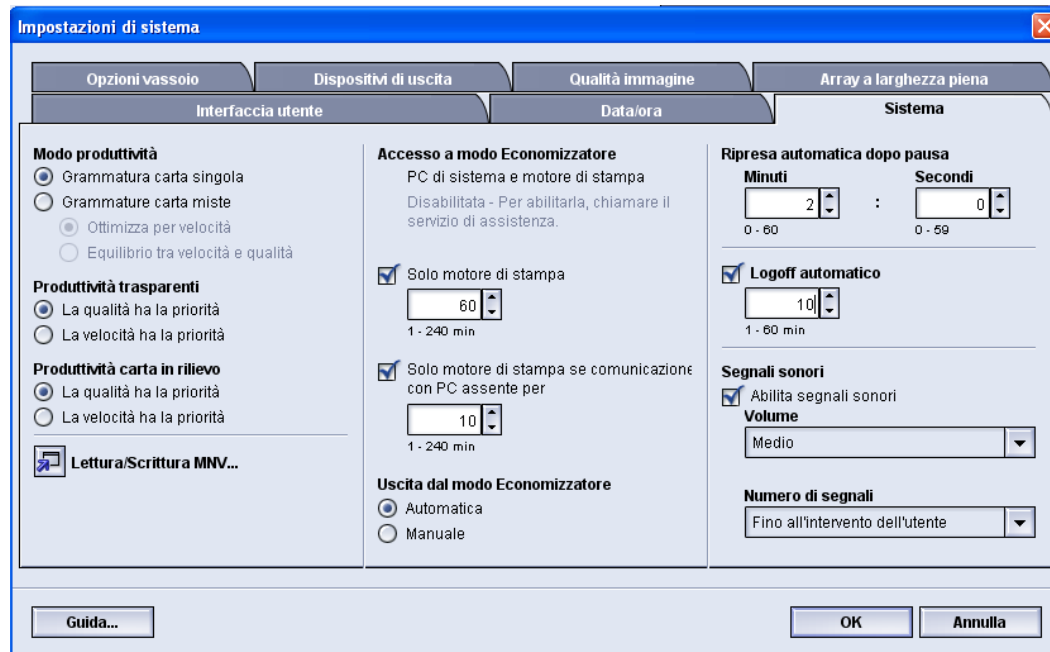 Impostazioni di sistema
Opzioni vassoio
Dispositivi di uscita
Qualità immagine
Array a larghezza piena
Interfaccia utente
Data/ora
Sistema
Modo produttività
Grammatura carta singola
Grammature carta miste
Ottimizza per velocità
Equilibrio tra velocità e qualità
Produttività trasparenti
La qualità ha la priorità
La velocità ha la priorità
Produttività carta in rilievo
La qualità ha la priorità
La velocità ha la priorità
Lettura/Scrittura MNV...
Accesso a modo Economizzatore
PC di sistema e motore di stampa
Disabilitata - Per abilitarla, chiamare il
servizio di assistenza.
Solo motore di stampa
60
1 - 240 min
Solo motore di stampa se comunicazione
con PC assente per
10
1 - 240 min
Uscita dal modo Economizzatore
Automatica
Manuale
Ripresa automatica dopo pausa
Minuti Secondi
2 : 0
0 - 60 0 - 59
Logoff automatico
10
1 - 60 min
Segnali sonori
Abilita segnali sonori
Volume
Medio
Numero di segnali
Fino all'intervento dell'utente
Guida...
OK
Annulla